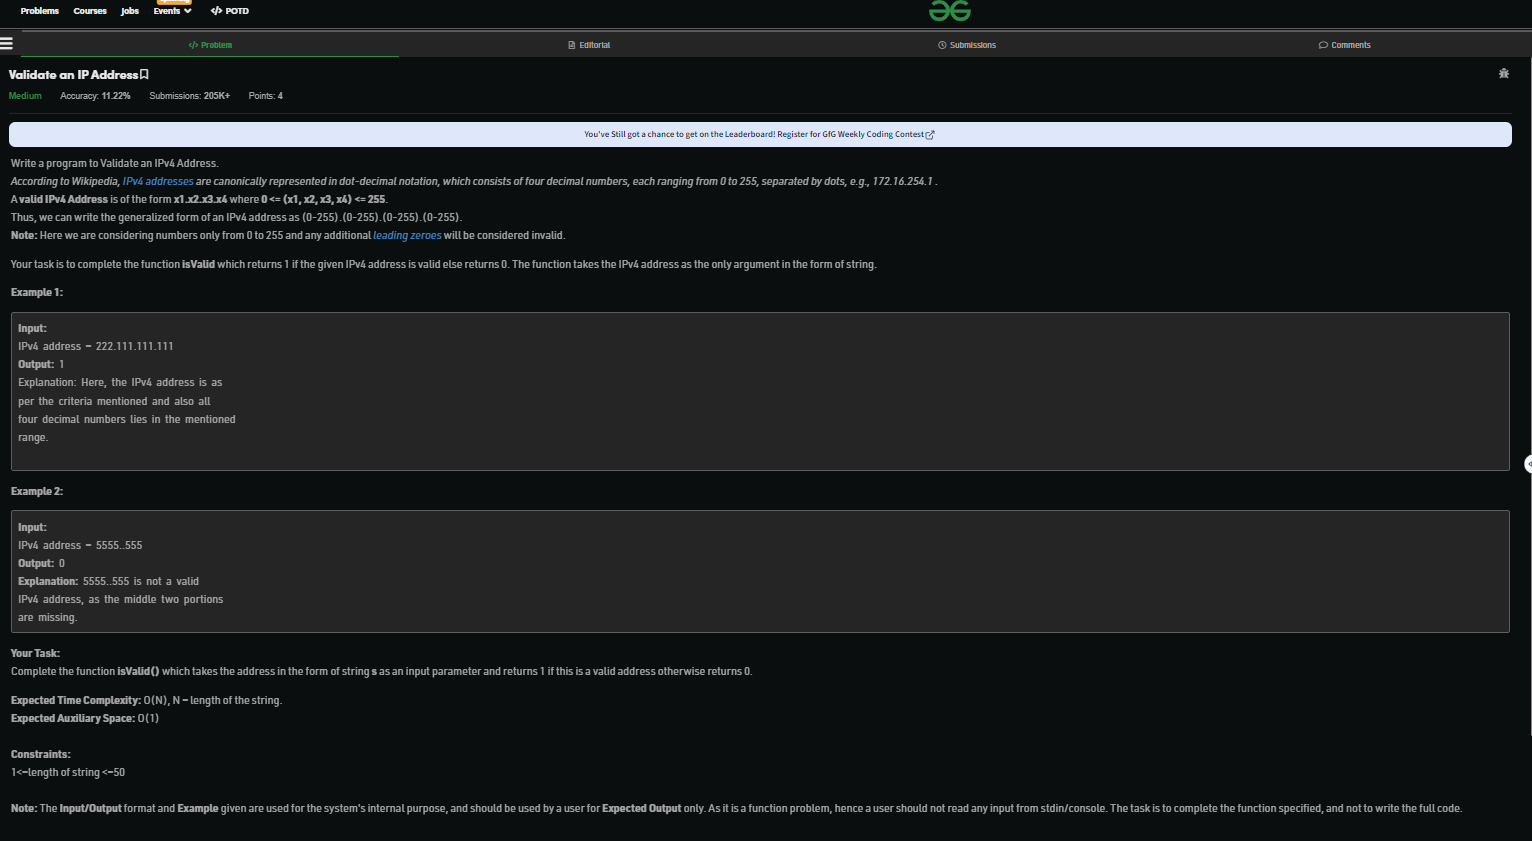 Problems Courses Jobs Events </> POTD
</> Problem Editorial Submissions Comments
Validate an IP Address
Medium Accuracy: 11.22% Submissions: 205K+ Points: 4
You've Still got a chance to get on the Leaderboard! Register for GfG Weekly Coding Contest
Write a program to Validate an IPv4 Address.
According to Wikipedia, IPv4 addresses are canonically represented in dot-decimal notation, which consists of four decimal numbers, each ranging from 0 to 255, separated by dots, e.g., 172.16.254.1 .
A valid IPv4 Address is of the form x1.x2.x3.x4 where 0 <= (x1, x2, x3, x4) <= 255.
Thus, we can write the generalized form of an IPv4 address as (0-255).(0-255).(0-255).(0-255).
Note: Here we are considering numbers only from 0 to 255 and any additional leading zeroes will be considered invalid.
Your task is to complete the function isValid which returns 1 if the given IPv4 address is valid else returns 0. The function takes the IPv4 address as the only argument in the form of string.
Example 1:
Input:
IPv4 address = 222.111.111.111
Output: 1
Explanation: Here, the IPv4 address is as
per the criteria mentioned and also all
four decimal numbers lies in the mentioned
range.
Example 2:
Input:
IPv4 address = 5555..555
Output: 0
Explanation: 5555..555 is not a valid
IPv4 address, as the middle two portions
are missing.
Your Task:
Complete the function isValid() which takes the address in the form of string s as an input parameter and returns 1 if this is a valid address otherwise returns 0.
Expected Time Complexity: O(N), N = length of the string.
Expected Auxiliary Space: O(1)
Constraints:
1<=length of string <=50
Note: The Input/Output format and Example given are used for the system's internal purpose, and should be used by a user for Expected Output only. As it is a function problem, hence a user should not read any input from stdin/console. The task is to complete the function specified, and not to write the full code.